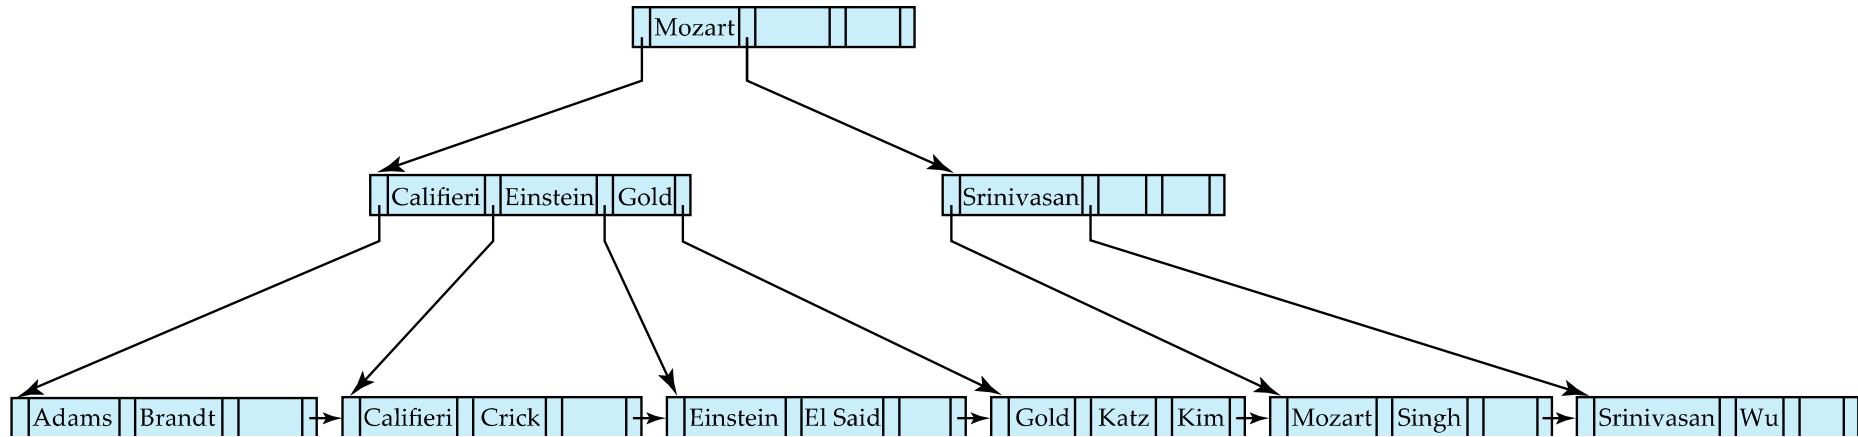 Mozart
Califieri Einstein Gold Srinivasan
Adams Brandt Califieri Crick Einstein El Said Gold Katz Kim Mozart Singh Srinivasan Wu